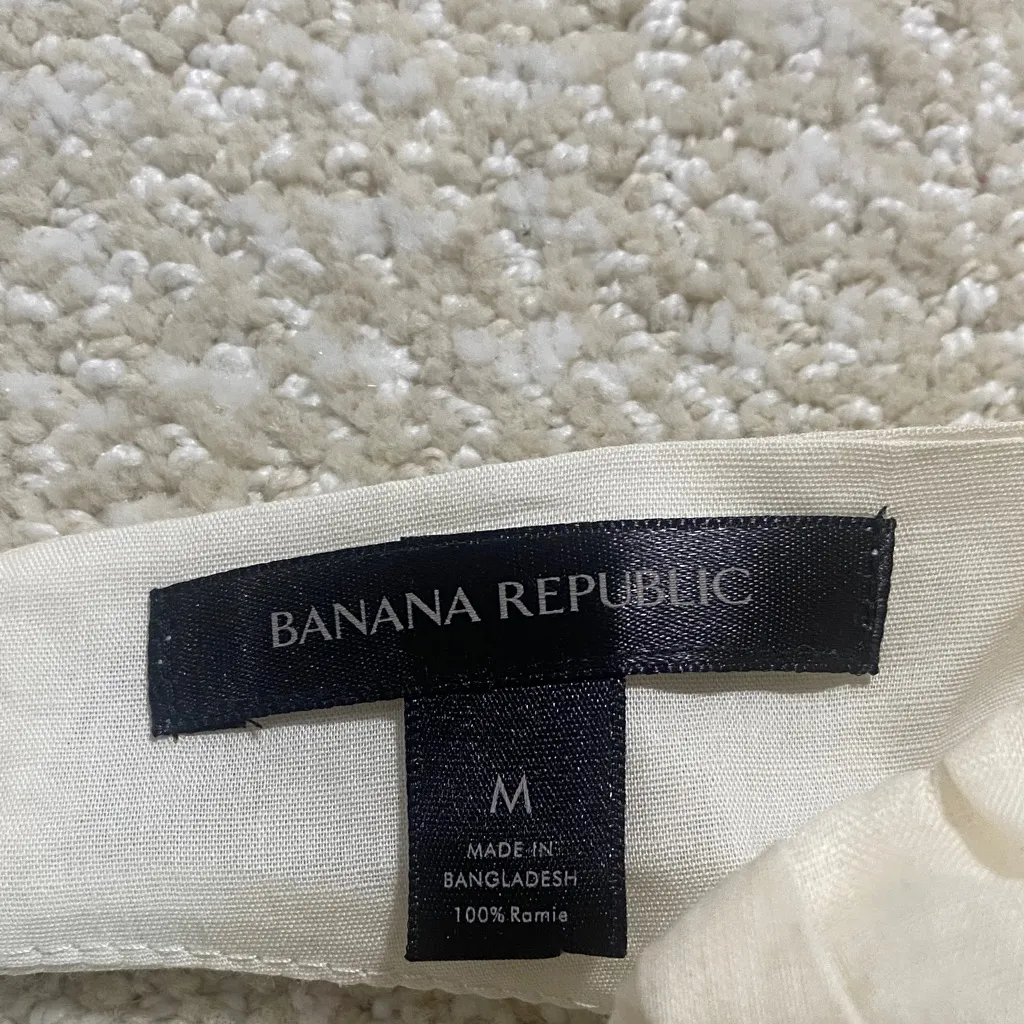 BANANA REPUBLIC
M
MADE IN
BANGLADESH
100% Ramie